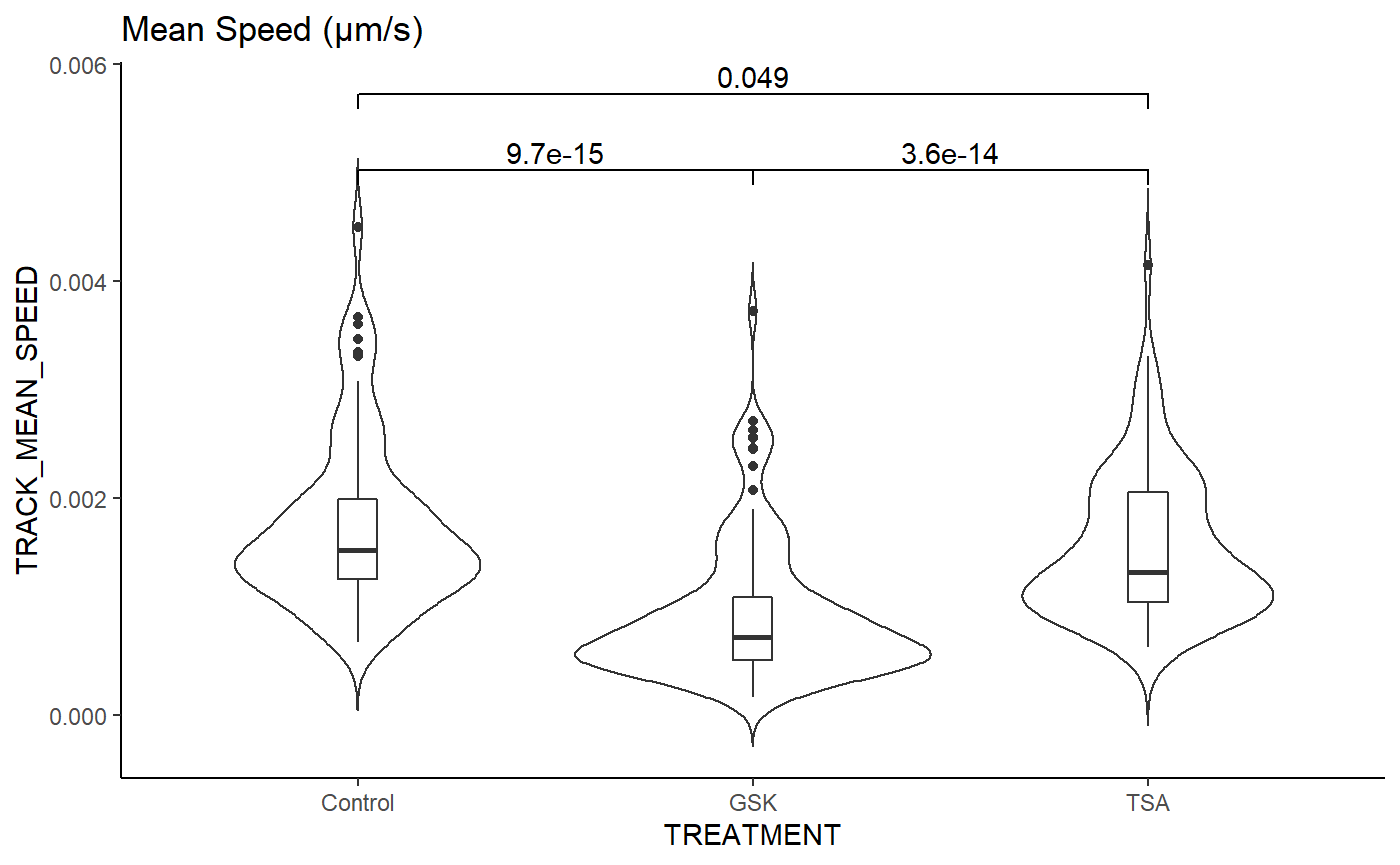 Mean Speed (μm/s)
0.006
0.049
9.7e-15
3.6e-14
0.004
TRACK_MEAN_SPEED
0.002
0.000
Control
GSK
TSA
TREATMENT